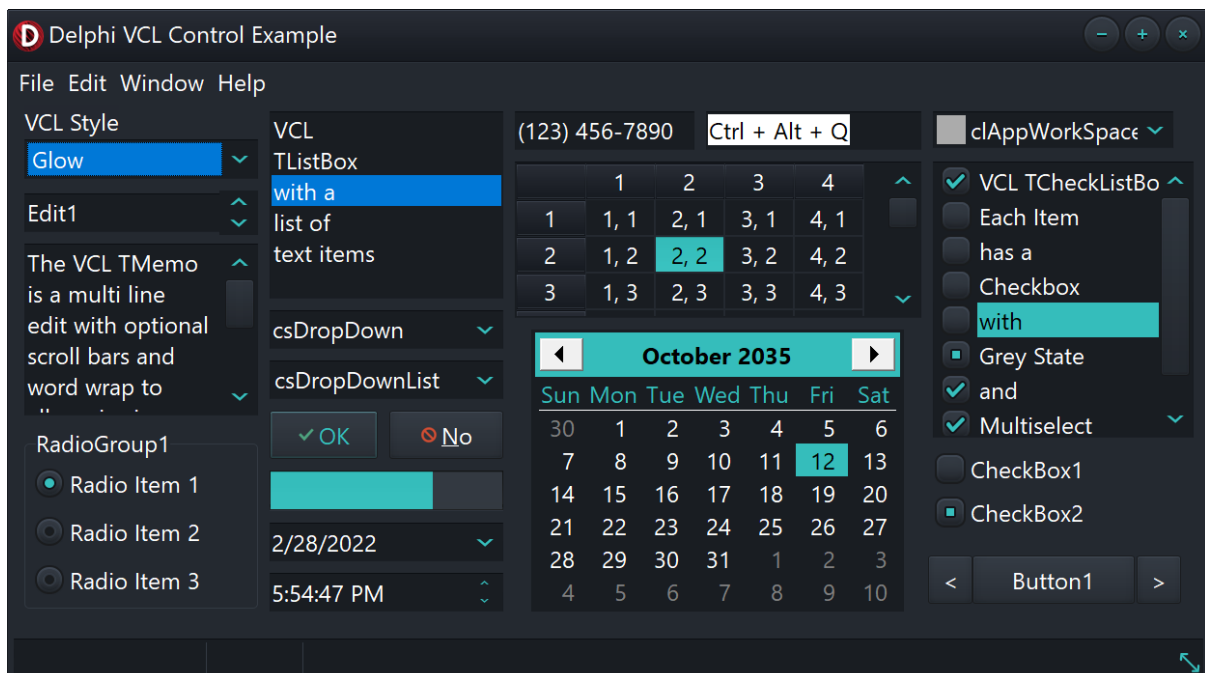 Delphi VCL Control Example
File Edit Window Help
VCL Style
Glow
Edit1
The VCL TMemo
is a multi line
edit with optional
scroll bars and
word wrap to
RadioGroup1
Radio Item 1
Radio Item 2
Radio Item 3
VCL
TListBox
with a
list of
text items
csDropDown
csDropDownList
OK
No
2/28/2022
5:54:47 PM
(123) 456-7890
Ctrl + Alt + Q
1 2 3 4
1 1, 1 2, 1 3, 1 4, 1
2 1, 2 2, 2 3, 2 4, 2
3 1, 3 2, 3 3, 3 4, 3
October 2035
Sun Mon Tue Wed Thu Fri Sat
30 1 2 3 4 5 6
7 8 9 10 11 12 13
14 15 16 17 18 19 20
21 22 23 24 25 26 27
28 29 30 31 1 2 3
4 5 6 7 8 9 10
clAppWorkSpace
VCL TCheckListBo
Each Item
has a
Checkbox
with
Grey State
and
Multiselect
CheckBox1
CheckBox2
< Button1 >